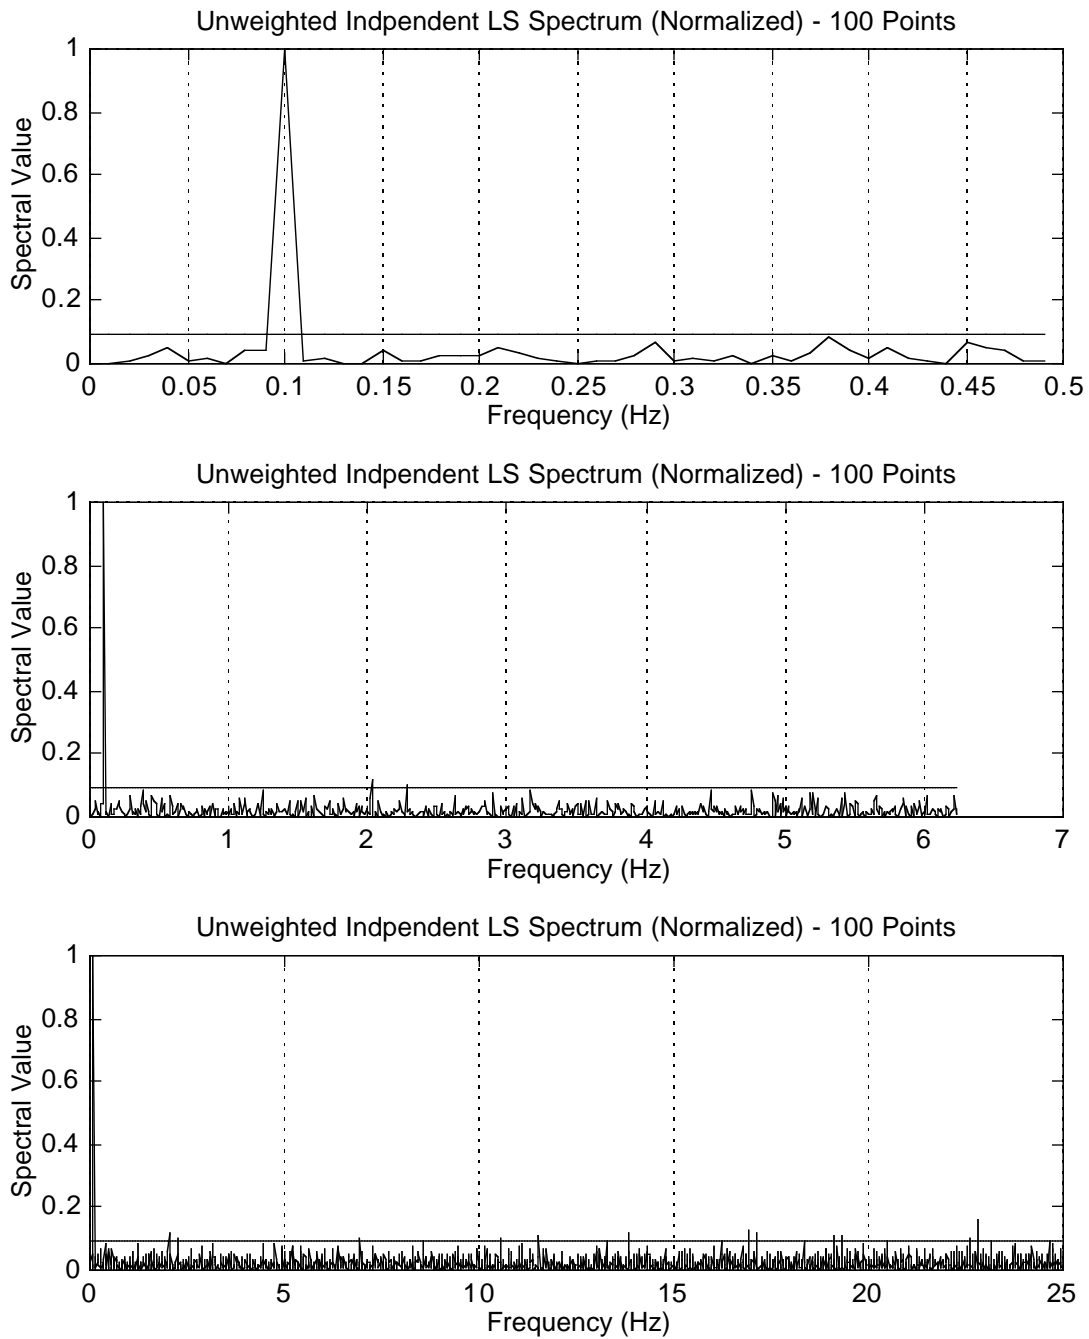 Unweighted Indpendent LS Spectrum (Normalized) - 100 Points
1
0.8
0.6
0.4
0.2
0
Spectral Value
0 0.05 0.1 0.15 0.2 0.25 0.3 0.35 0.4 0.45 0.5
Frequency (Hz)
Unweighted Indpendent LS Spectrum (Normalized) - 100 Points
1
0.8
0.6
0.4
0.2
0
Spectral Value
0 1 2 3 4 5 6 7
Frequency (Hz)
Unweighted Indpendent LS Spectrum (Normalized) - 100 Points
1
0.8
0.6
0.4
0.2
0
Spectral Value
0 5 10 15 20 25
Frequency (Hz)